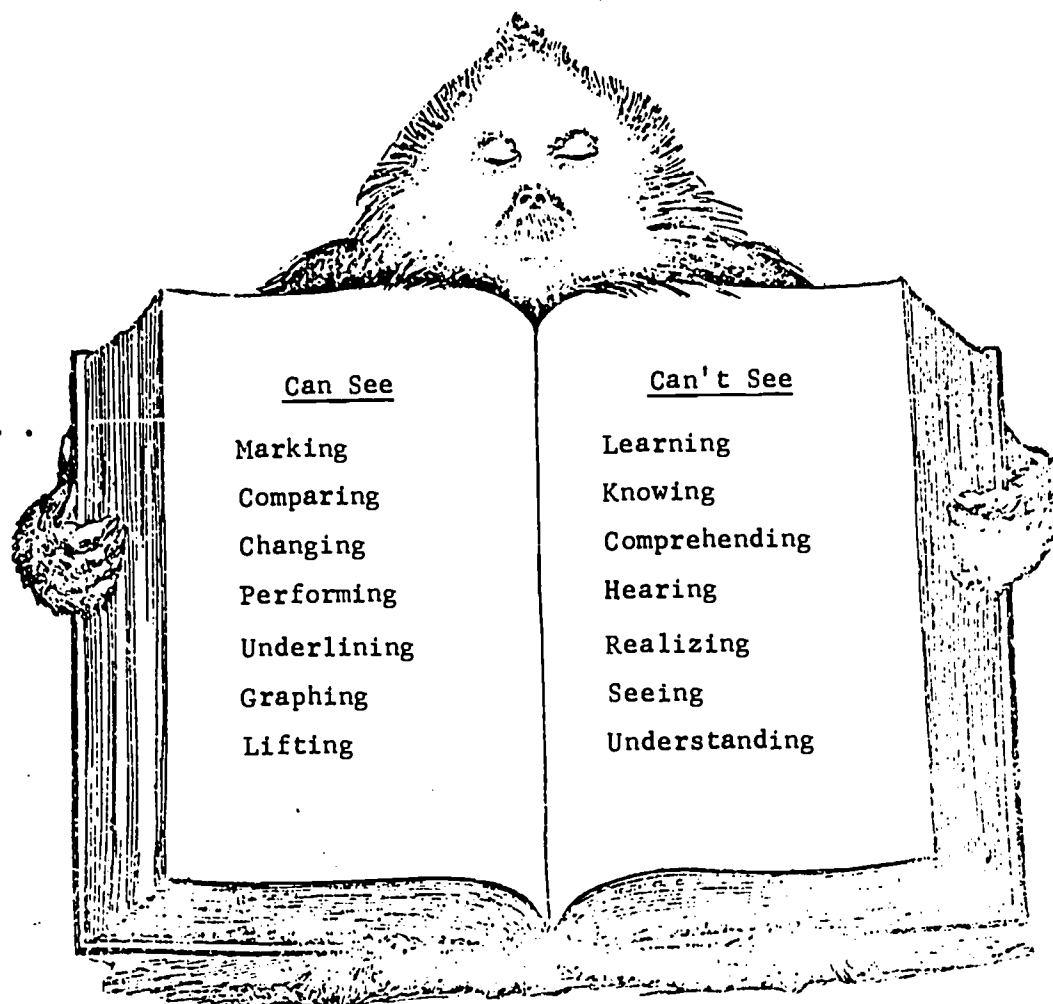 Can See
Marking
Comparing
Changing
Performing
Underlining
Graphing
Lifting
Can't See
Learning
Knowing
Comprehending
Hearing
Realizing
Seeing
Understanding